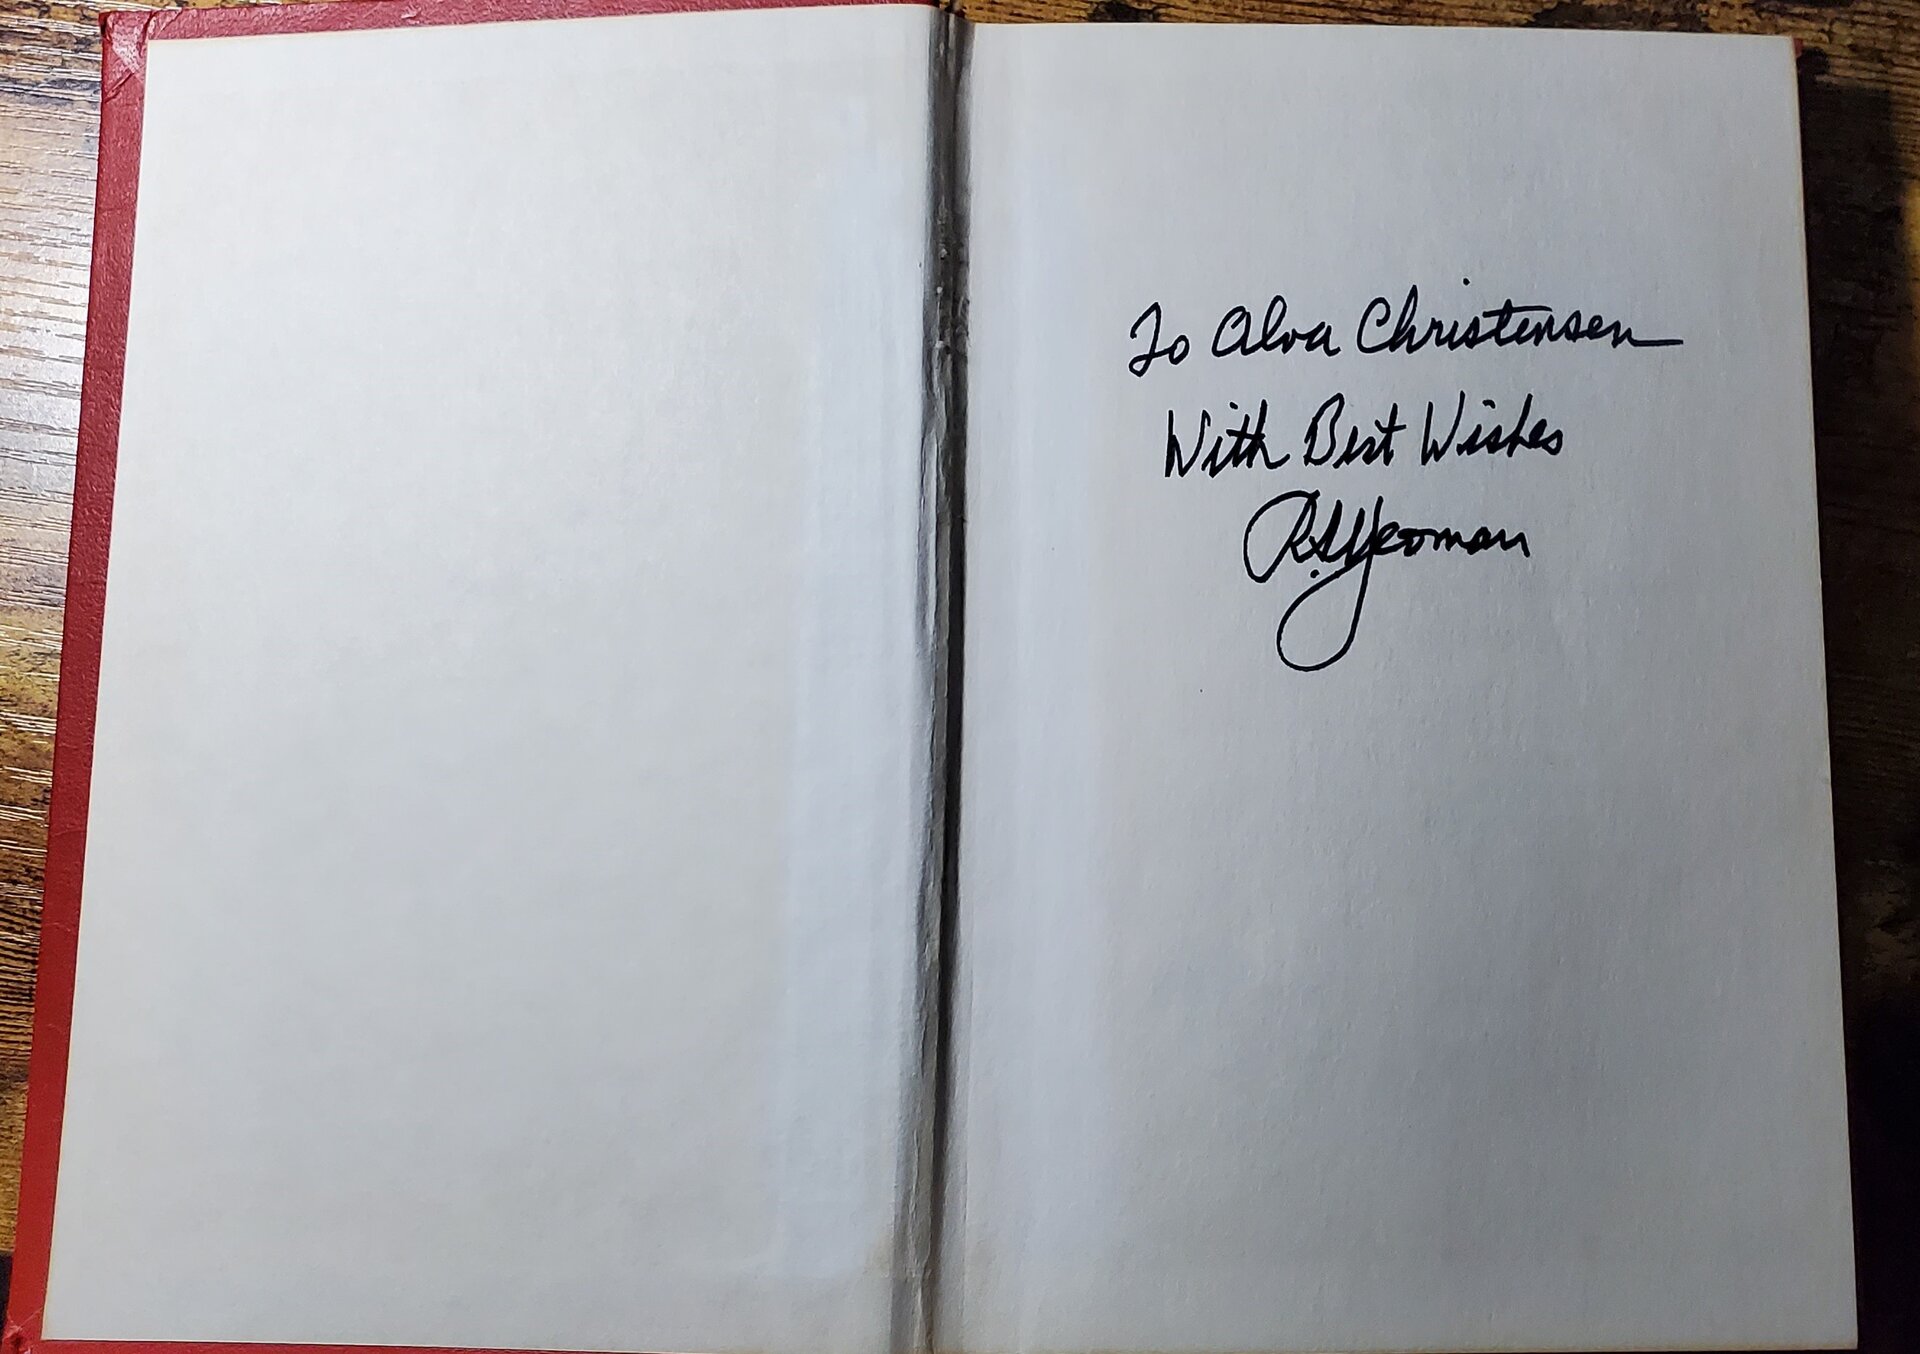 To Alva Christensen
With Best Wishes
R.S. Yeoman